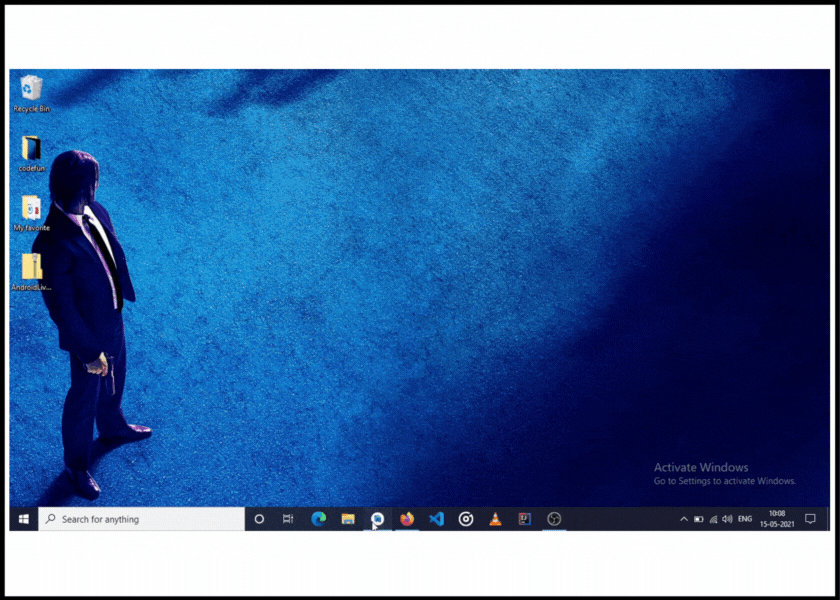 Recycle Bin
codefun
My favorite
AndroidLiv...
Activate Windows
Go to Settings to activate Windows.
Search for anything
ENG
10:08
15-05-2021